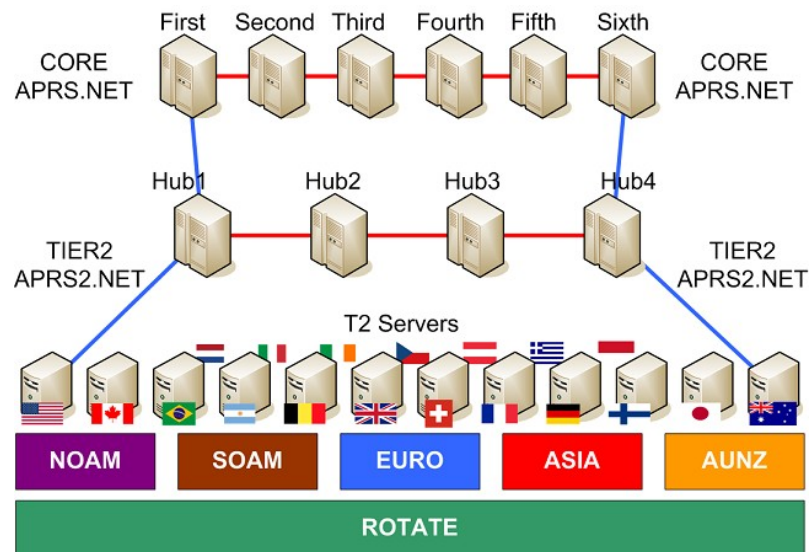 First Second Third Fourth Fifth Sixth
CORE
APRS.NET
CORE
APRS.NET
Hub1 Hub2 Hub3 Hub4
TIER2
APRS2.NET
TIER2
APRS2.NET
T2 Servers
NOAM SOAM EURO ASIA AUNZ
ROTATE